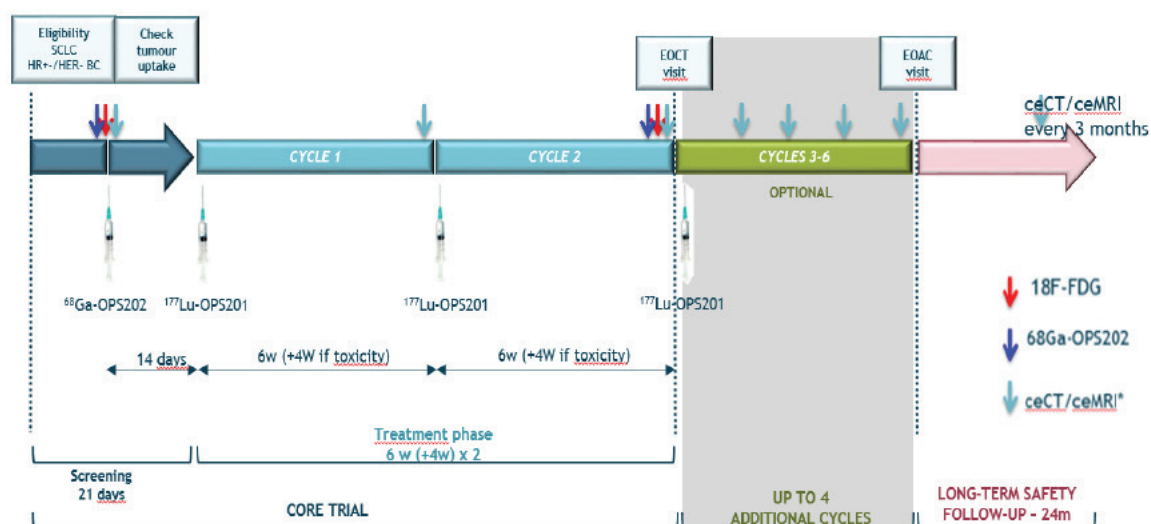 Eligibility
SCLC
HR+-/HER- BC
Check
tumour
uptake
EOCT
visit
EOAC
visit
ceCT/ceMRI
every 3 months
CYCLE 1
CYCLE 2
CYCLES 3-6
OPTIONAL
⁶⁸Ga-OPS202
¹⁷⁷Lu-OPS201
¹⁷⁷Lu-OPS201
¹⁷⁷Lu-OPS201
18F-FDG
68Ga-OPS202
ceCT/ceMRI*
14 days
6w (+4W if toxicity)
6w (+4W if toxicity)
Treatment phase
6 w (+4w) x 2
Screening
21 days
CORE TRIAL
UP TO 4
ADDITIONAL CYCLES
LONG-TERM SAFETY
FOLLOW-UP – 24m